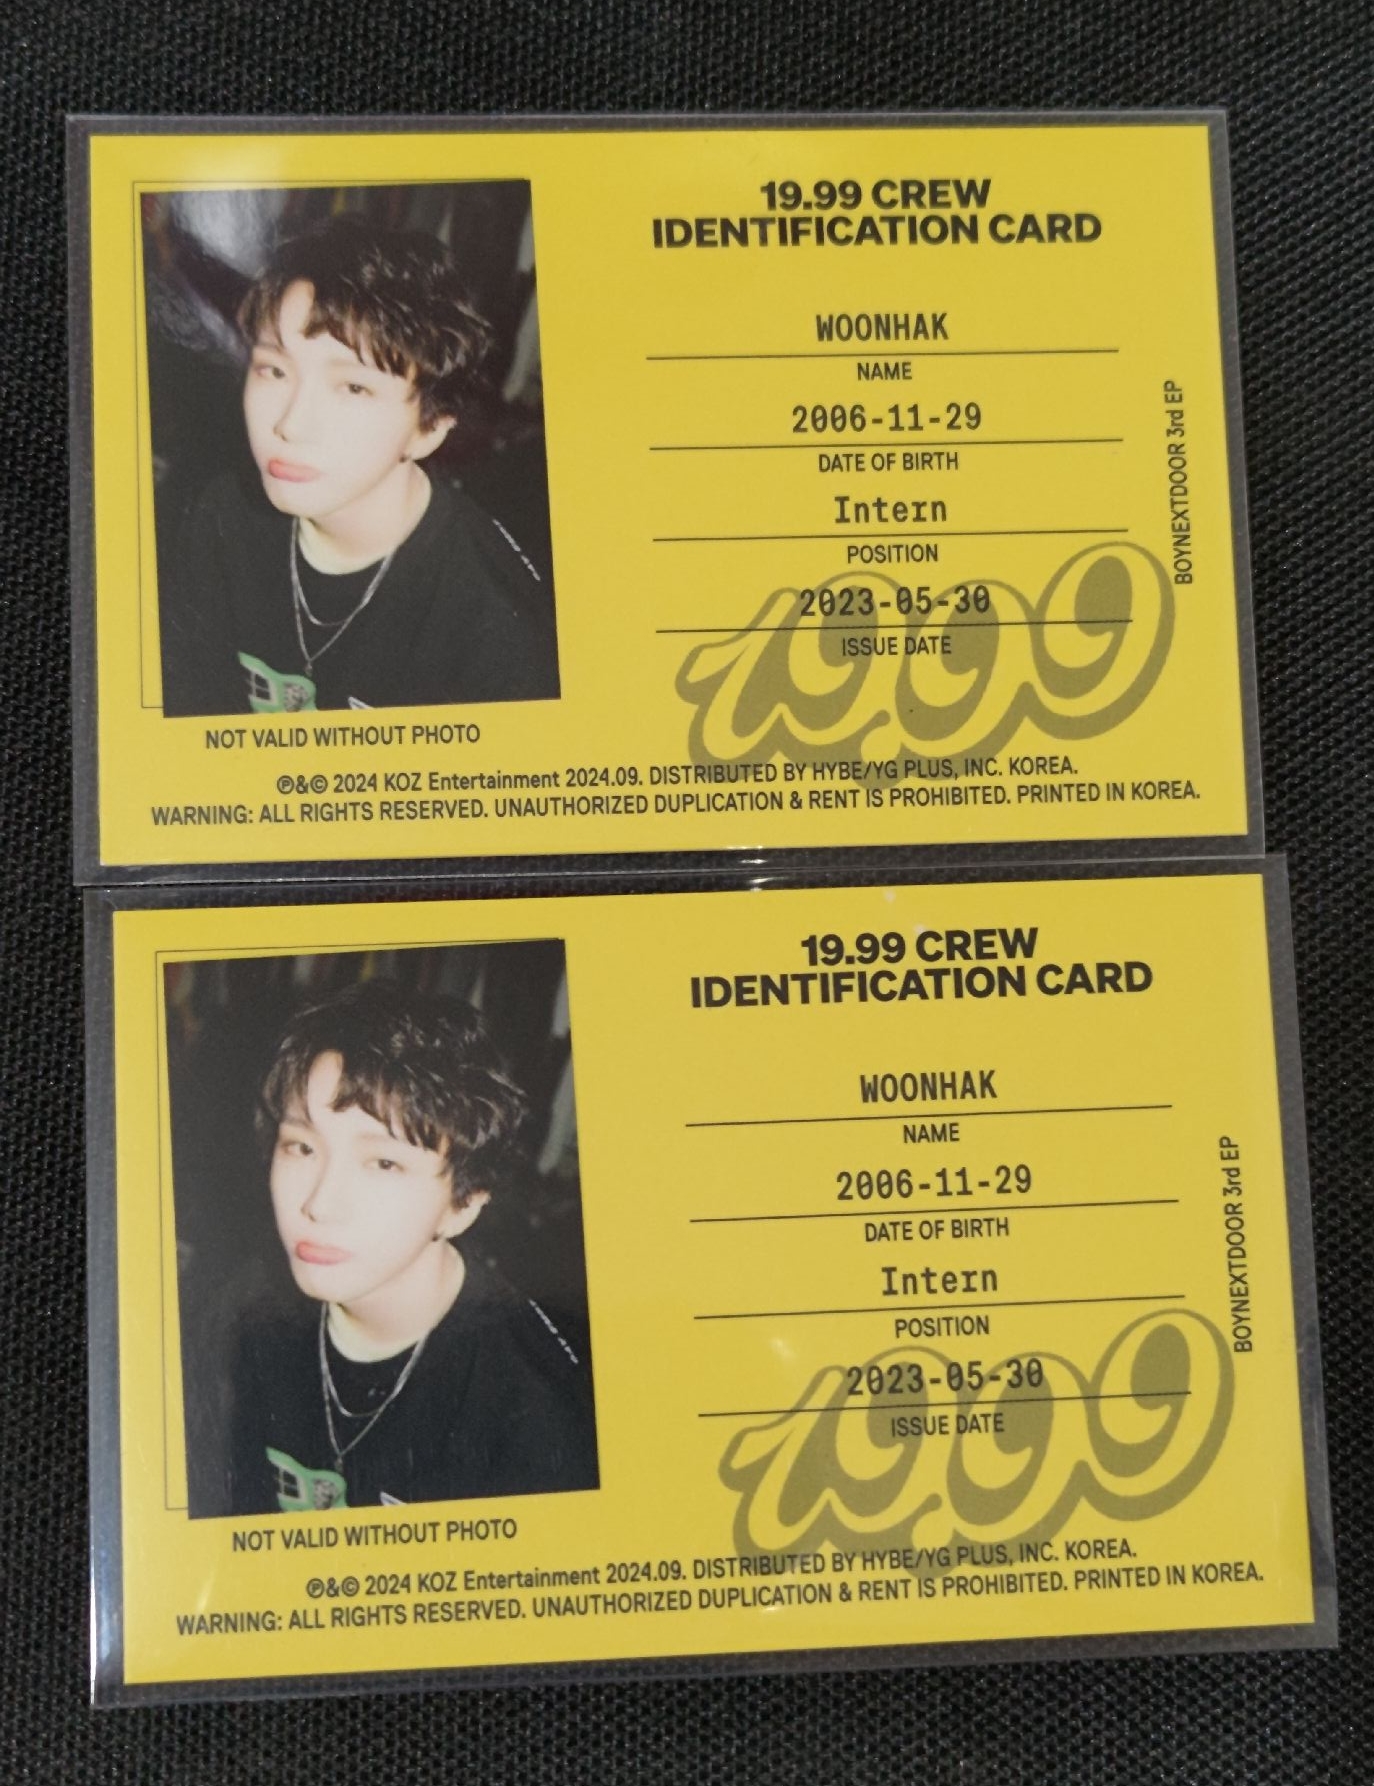 19.99 CREW
IDENTIFICATION CARD
WOONHAK
NAME
2006-11-29
DATE OF BIRTH
Intern
POSITION
2023-05-30
ISSUE DATE
19.99
BOYNEXTDOOR 3rd EP
NOT VALID WITHOUT PHOTO
℗&© 2024 KOZ Entertainment 2024.09. DISTRIBUTED BY HYBE/YG PLUS, INC. KOREA.
WARNING: ALL RIGHTS RESERVED. UNAUTHORIZED DUPLICATION & RENT IS PROHIBITED. PRINTED IN KOREA.
19.99 CREW
IDENTIFICATION CARD
WOONHAK
NAME
2006-11-29
DATE OF BIRTH
Intern
POSITION
2023-05-30
ISSUE DATE
19.99
BOYNEXTDOOR 3rd EP
NOT VALID WITHOUT PHOTO
℗&© 2024 KOZ Entertainment 2024.09. DISTRIBUTED BY HYBE/YG PLUS, INC. KOREA.
WARNING: ALL RIGHTS RESERVED. UNAUTHORIZED DUPLICATION & RENT IS PROHIBITED. PRINTED IN KOREA.